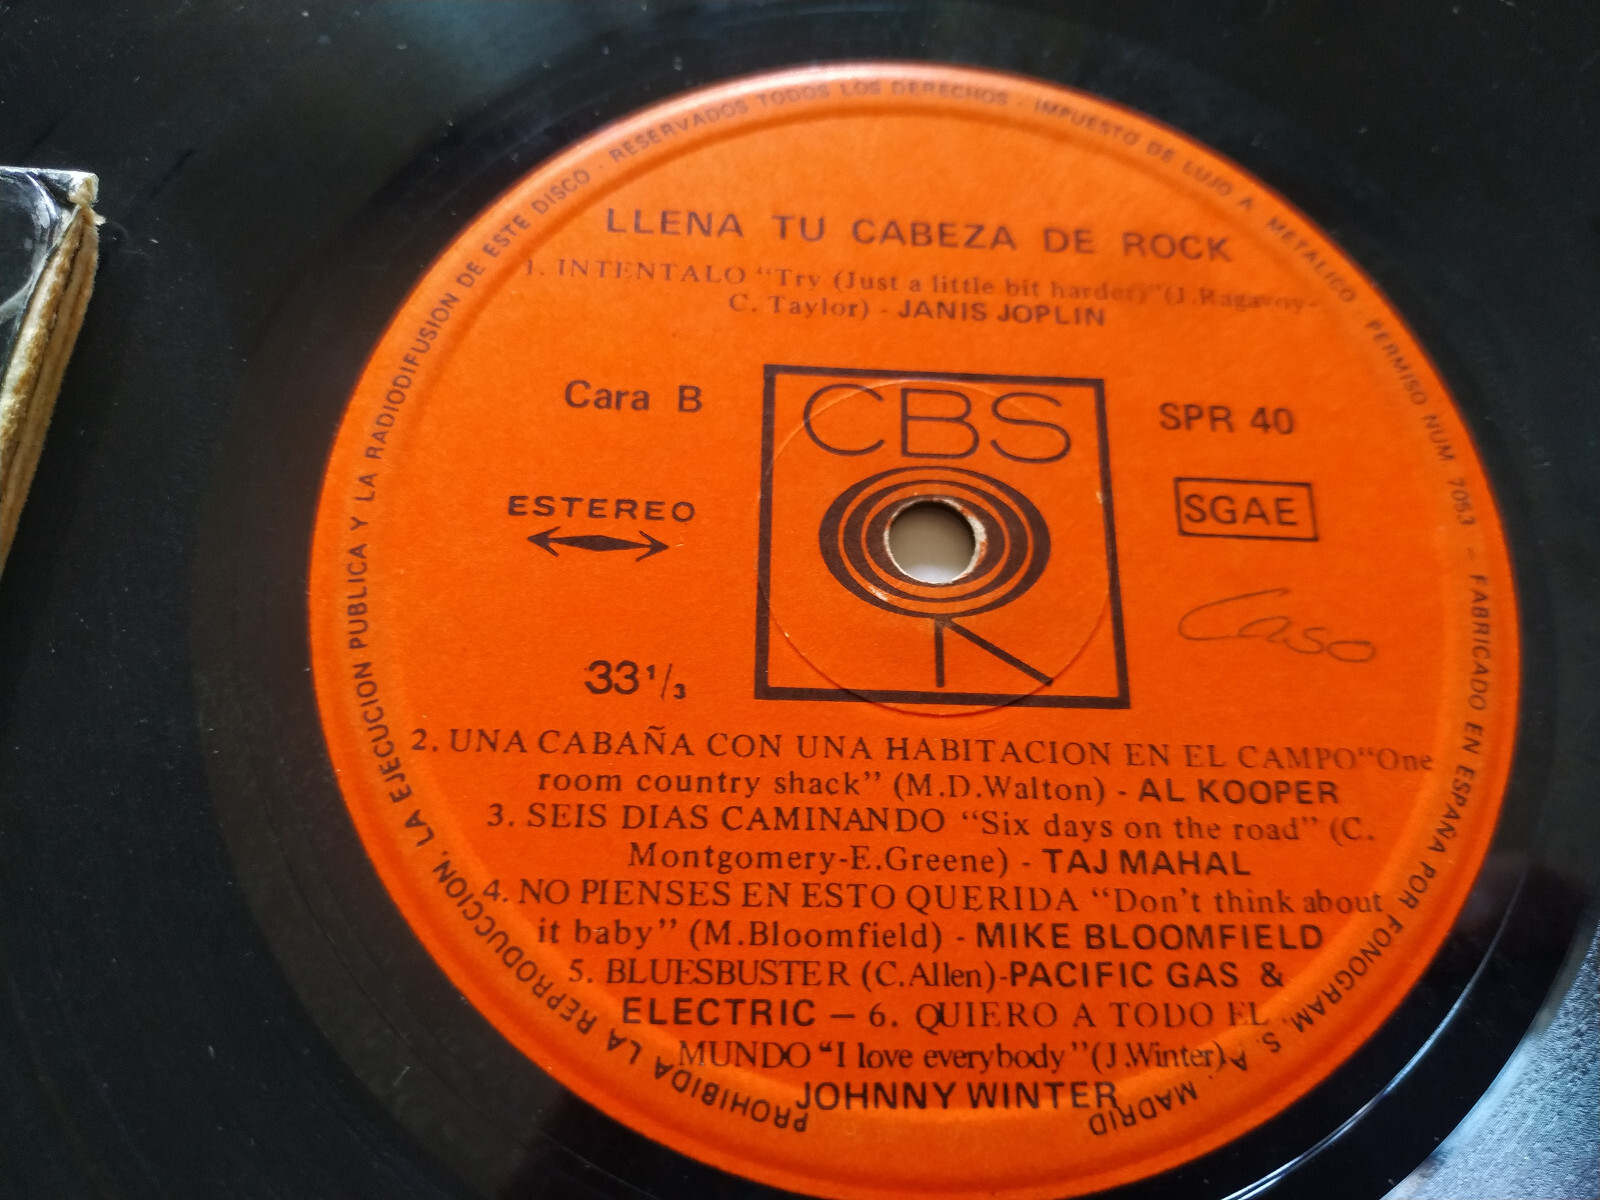 PROHIBIDA LA REPRODUCCION, LA EJECUCION PUBLICA Y LA RADIODIFUSION DE ESTE DISCO · RESERVADOS TODOS LOS DERECHOS · IMPUESTO DE LUJO A METALICO · PERMISO NUM. 7053 – FABRICADO EN ESPAÑA POR FONOGRAM, S. A. MADRID
LLENA TU CABEZA DE ROCK
1. INTENTALO “Try (Just a little bit harder)” (J.Ragavoy-
C. Taylor) - JANIS JOPLIN
Cara B
CBS
SPR 40
ESTEREO
SGAE
Caso
33 1/3
2. UNA CABAÑA CON UNA HABITACION EN EL CAMPO “One
room country shack” (M.D.Walton) - AL KOOPER
3. SEIS DIAS CAMINANDO “Six days on the road” (C.
Montgomery-E.Greene) - TAJ MAHAL
4. NO PIENSES EN ESTO QUERIDA “Don't think about
it baby” (M.Bloomfield) - MIKE BLOOMFIELD
5. BLUESBUSTER (C.Allen)-PACIFIC GAS &
ELECTRIC – 6. QUIERO A TODO EL
MUNDO “I love everybody” (J.Winter)
JOHNNY WINTER